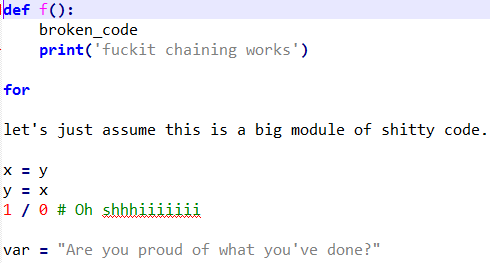 def f():
    broken_code
    print('fuckit chaining works')
for
let's just assume this is a big module of shitty code.
x = y
y = x
1 / 0 # Oh shhhiiiiiii
var = "Are you proud of what you've done?"